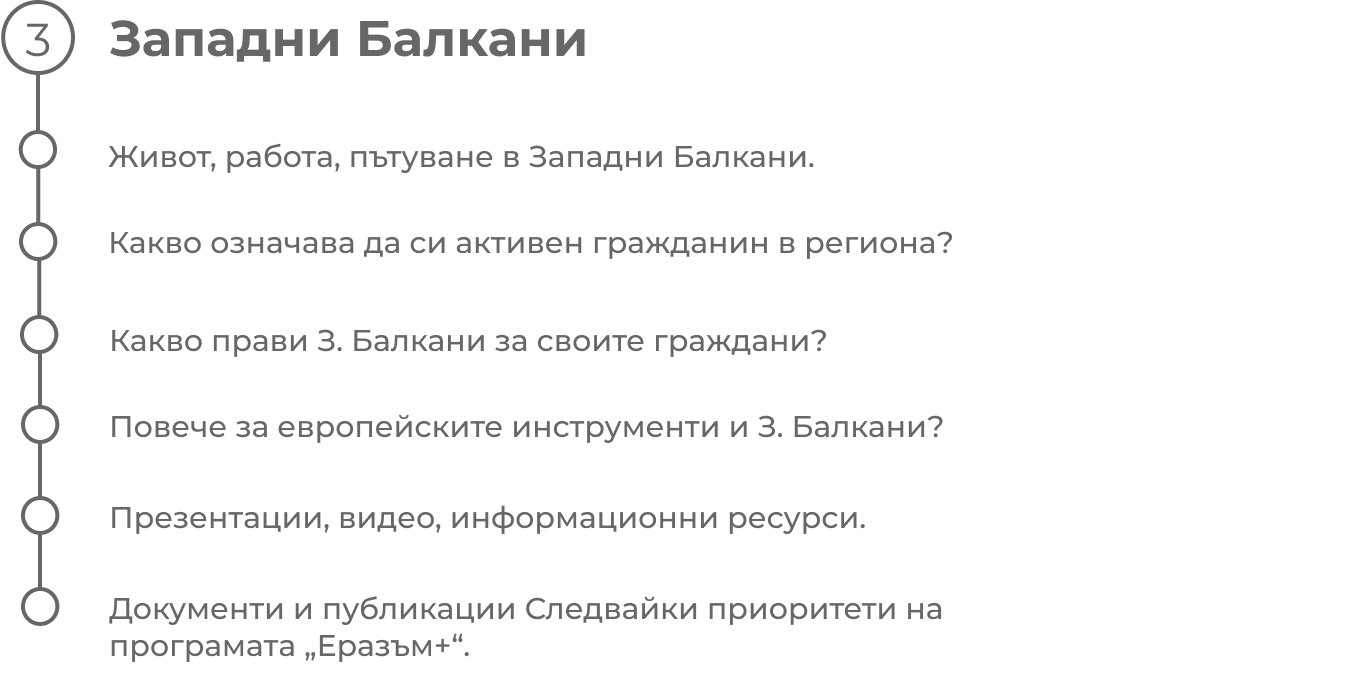 3 Западни Балкани
Живот, работа, пътуване в Западни Балкани.
Какво означава да си активен гражданин в региона?
Какво прави З. Балкани за своите граждани?
Повече за европейските инструменти и З. Балкани?
Презентации, видео, информационни ресурси.
Документи и публикации Следвайки приоритети на
програмата „Еразъм+“.